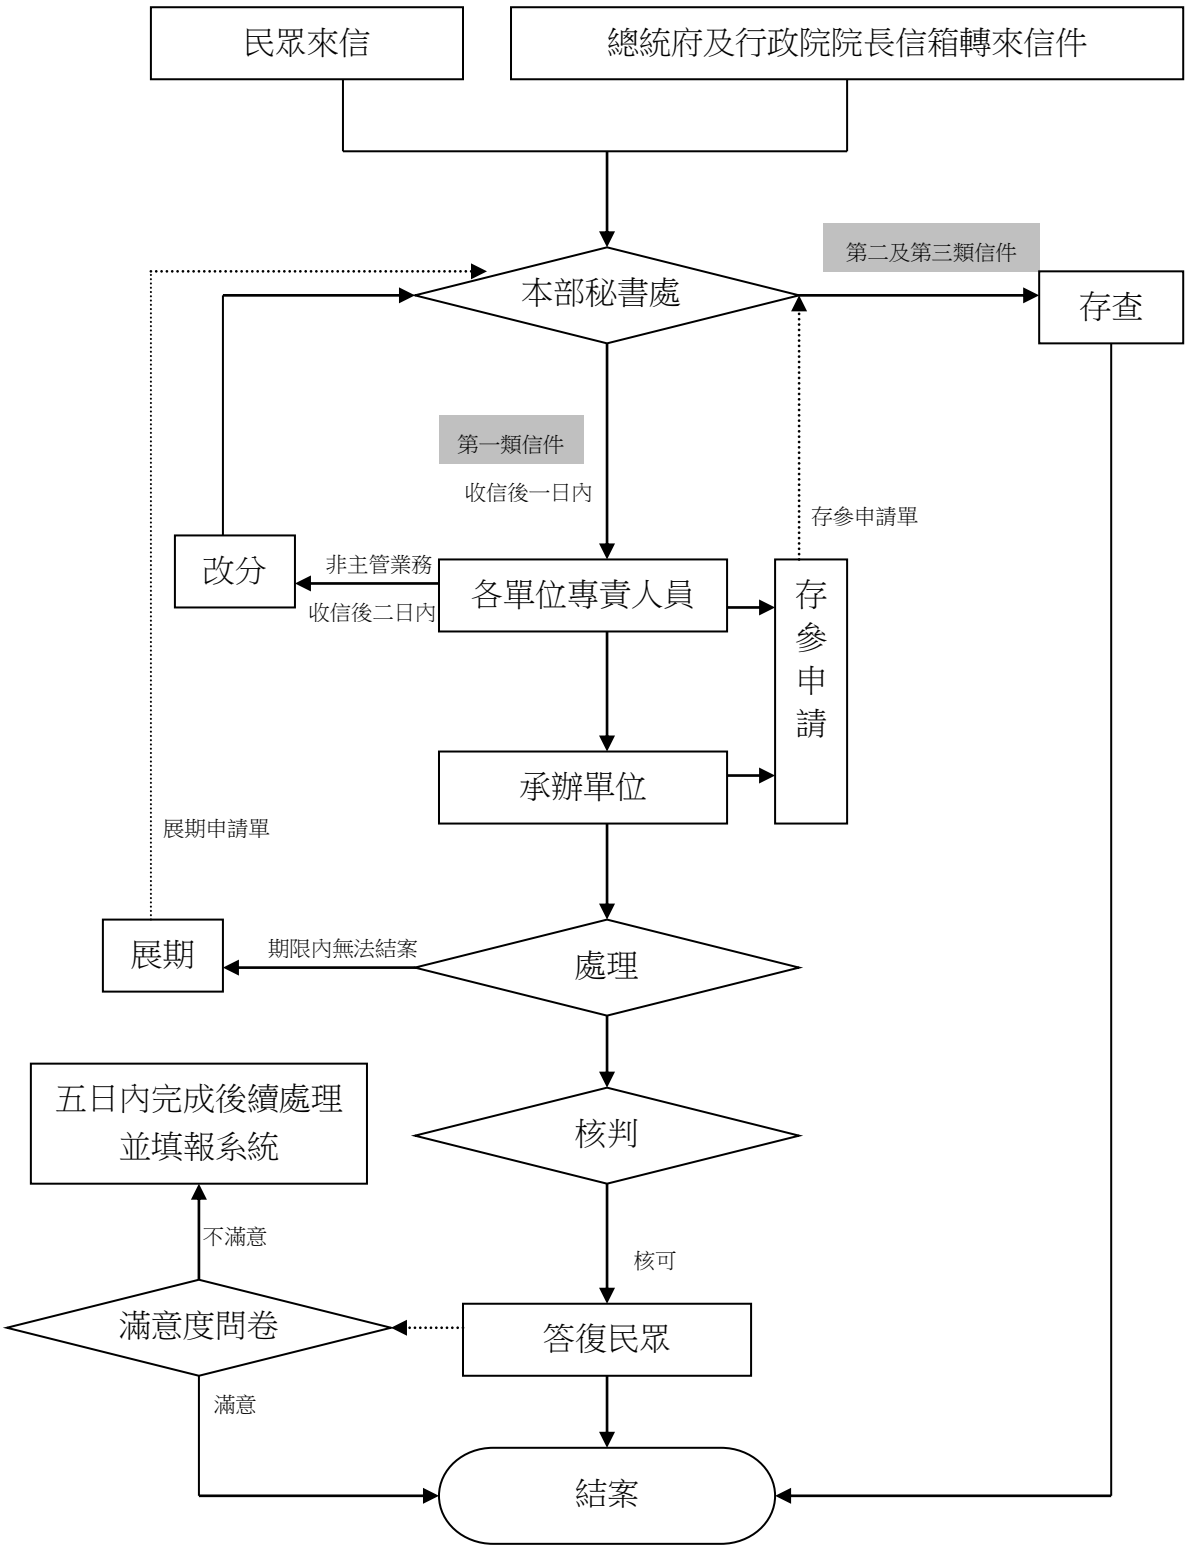 民眾來信
總統府及行政院院長信箱轉來信件
第二及第三類信件
本部秘書處
存查
第一類信件
收信後一日內
存參申請單
改分
非主管業務
收信後二日內
各單位專責人員
存
參
申
請
承辦單位
展期申請單
展期
期限內無法結案
處理
五日內完成後續處理
並填報系統
核判
不滿意
核可
滿意度問卷
答復民眾
滿意
結案